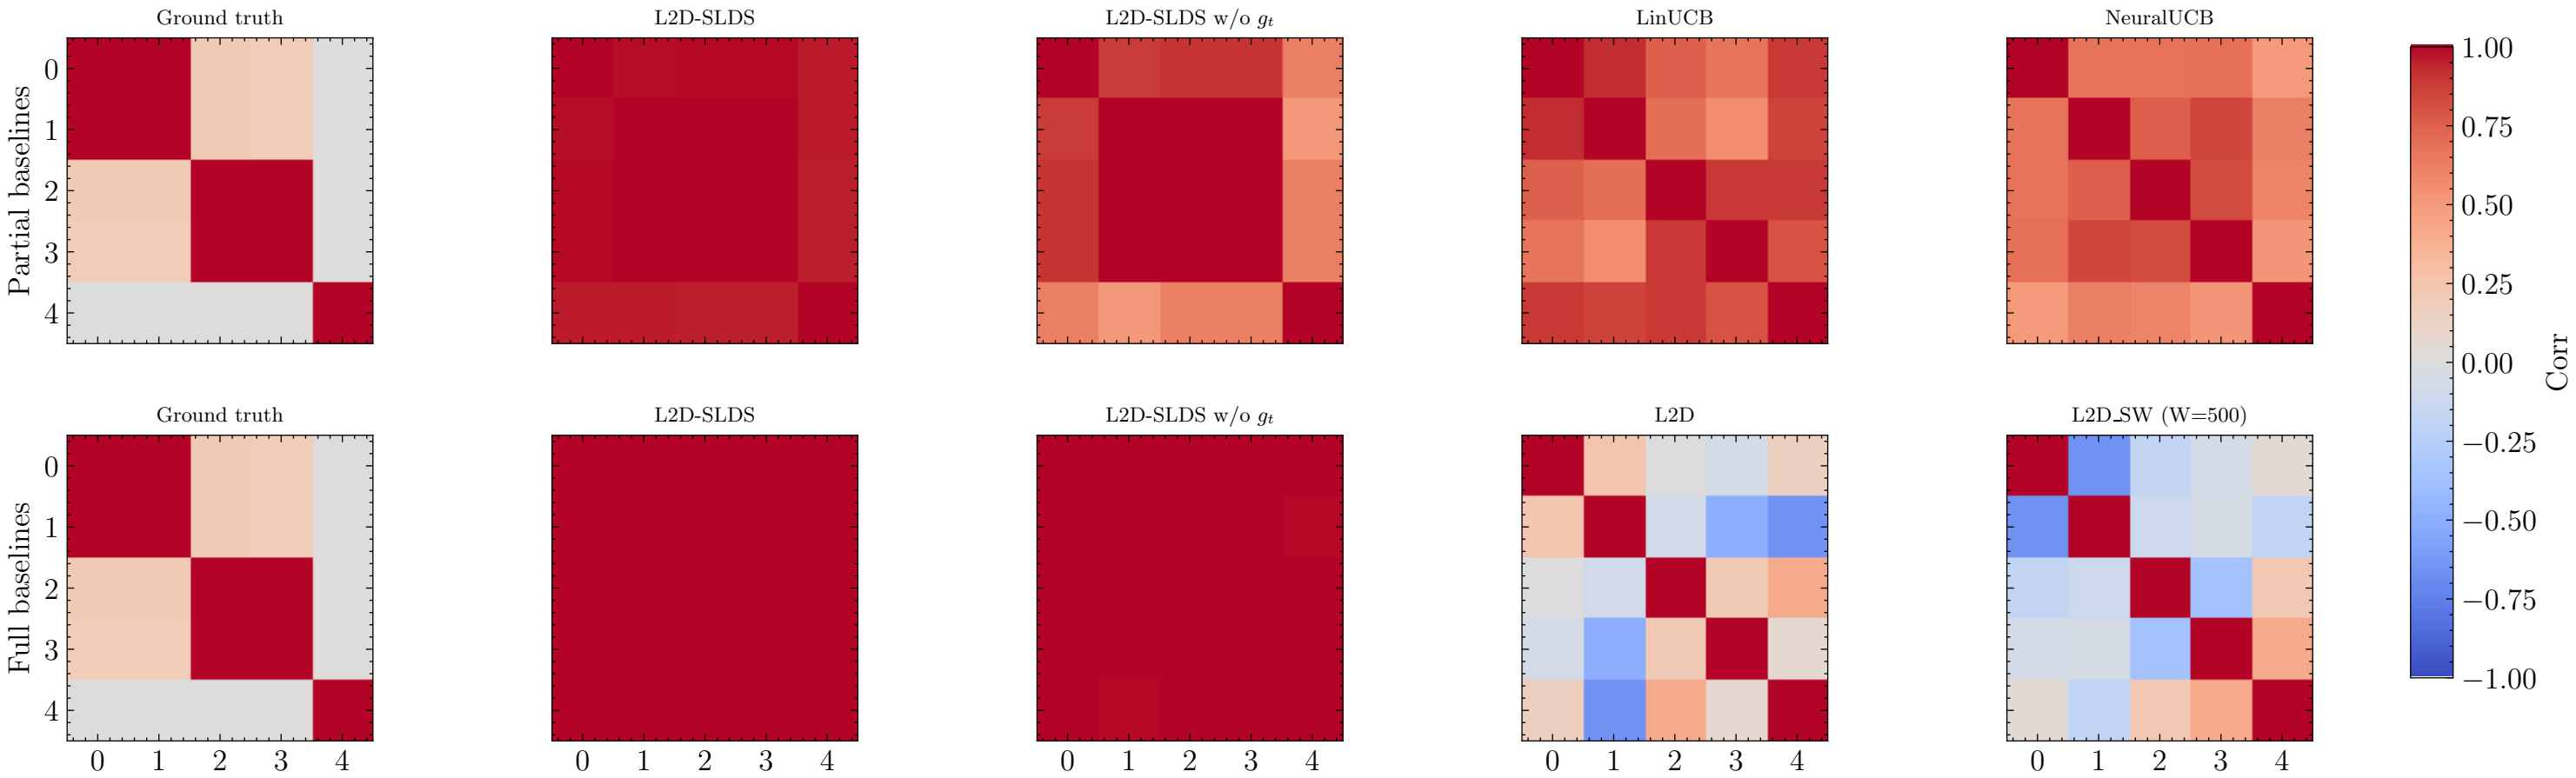 Ground truth
L2D-SLDS
L2D-SLDS w/o gₜ
LinUCB
NeuralUCB
Partial baselines
0
1
2
3
4
Ground truth
L2D-SLDS
L2D-SLDS w/o gₜ
L2D
L2D_SW (W=500)
Full baselines
0
1
2
3
4
0 1 2 3 4
0 1 2 3 4
0 1 2 3 4
0 1 2 3 4
0 1 2 3 4
1.00
0.75
0.50
0.25
0.00
−0.25
−0.50
−0.75
−1.00
Corr